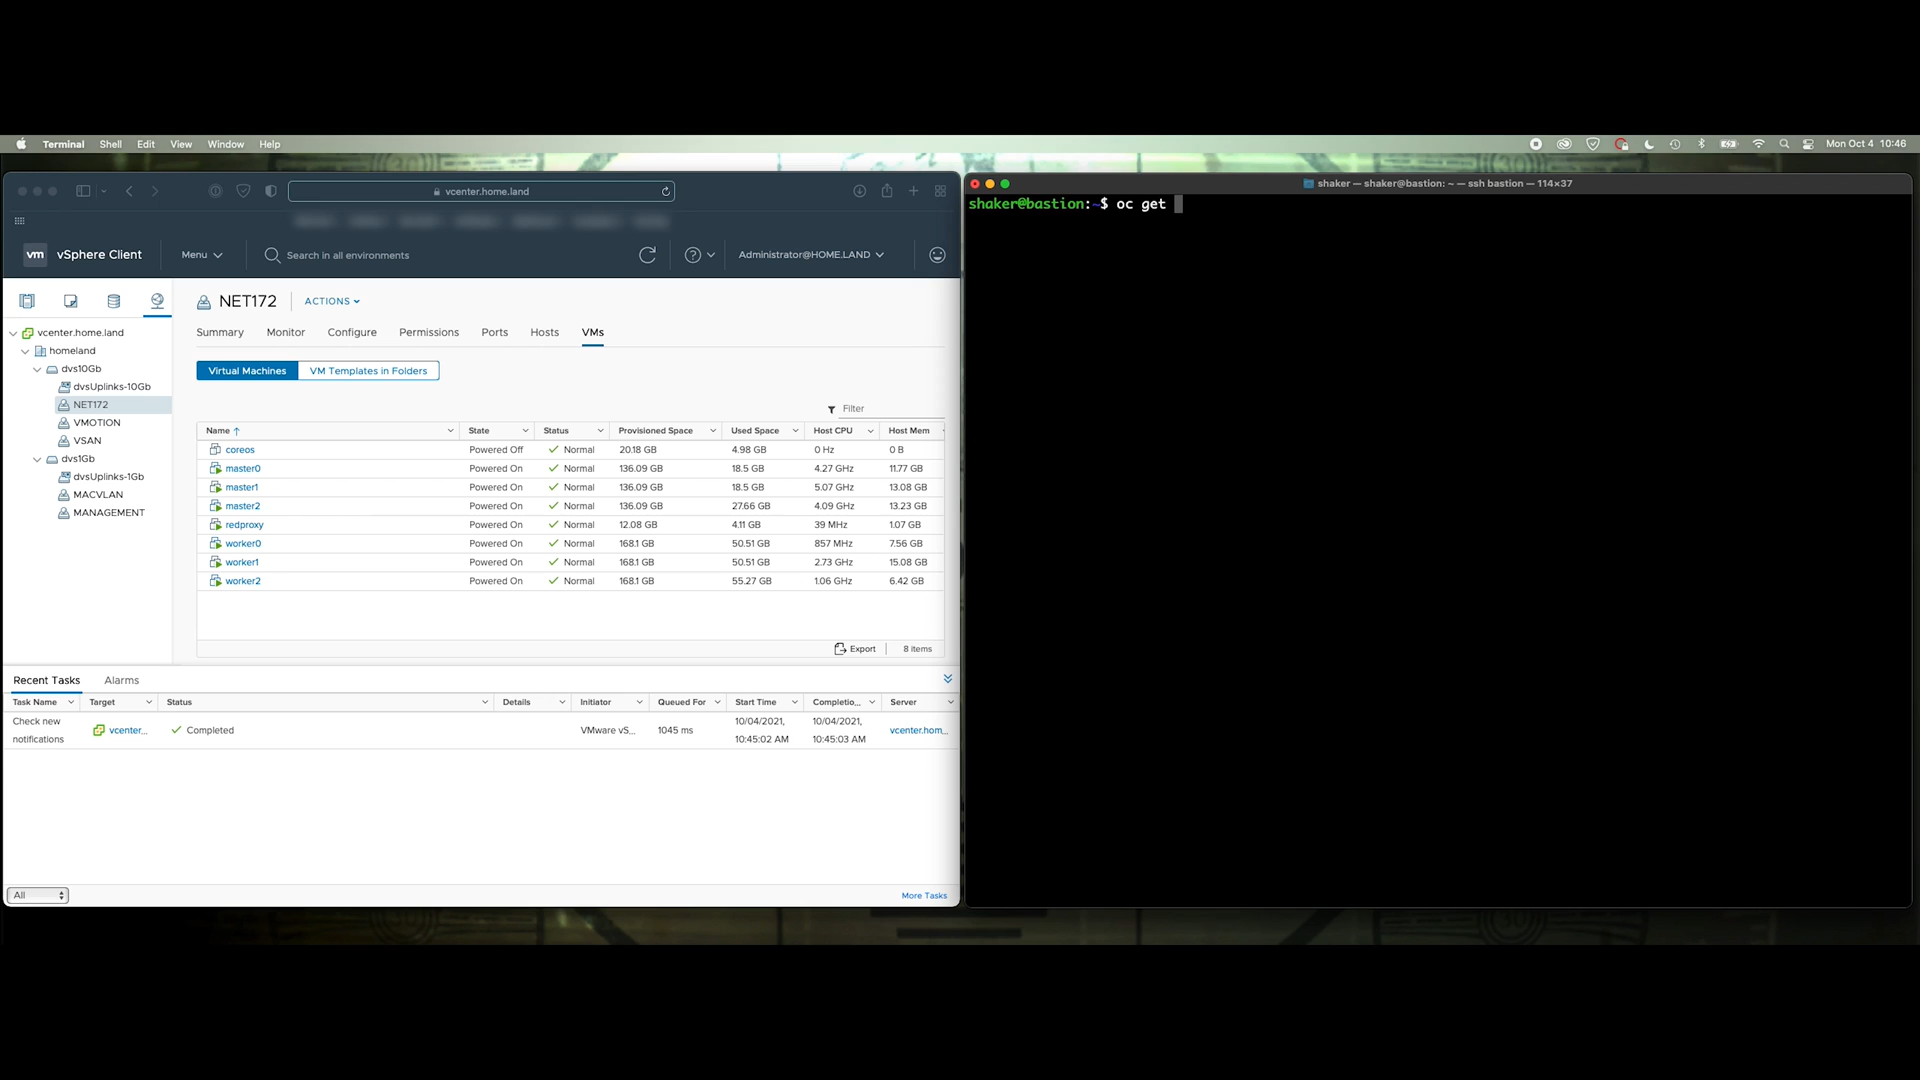 Terminal Shell Edit View Window Help Mon Oct 4 10:46
vcenter.home.land
vm vSphere Client Menu Search in all environments Administrator@HOME.LAND
vcenter.home.land
homeland
dvs10Gb
dvsUplinks-10Gb
NET172
VMOTION
VSAN
dvs1Gb
dvsUplinks-1Gb
MACVLAN
MANAGEMENT
NET172 ACTIONS
Summary Monitor Configure Permissions Ports Hosts VMs
Virtual Machines VM Templates in Folders
Filter
Name State Status Provisioned Space Used Space Host CPU Host Mem
coreos Powered Off Normal 20.18 GB 4.98 GB 0 Hz 0 B
master0 Powered On Normal 136.09 GB 18.5 GB 4.27 GHz 11.77 GB
master1 Powered On Normal 136.09 GB 18.5 GB 5.07 GHz 13.08 GB
master2 Powered On Normal 136.09 GB 27.66 GB 4.09 GHz 13.23 GB
redproxy Powered On Normal 12.08 GB 4.11 GB 39 MHz 1.07 GB
worker0 Powered On Normal 168.1 GB 50.51 GB 857 MHz 7.56 GB
worker1 Powered On Normal 168.1 GB 50.51 GB 2.73 GHz 15.08 GB
worker2 Powered On Normal 168.1 GB 55.27 GB 1.06 GHz 6.42 GB
Export 8 items
Recent Tasks Alarms
Task Name Target Status Details Initiator Queued For Start Time Completio... Server
Check new notifications vcenter... Completed VMware vS... 1045 ms 10/04/2021, 10:45:02 AM 10/04/2021, 10:45:03 AM vcenter.hom...
All More Tasks
shaker — shaker@bastion: ~ — ssh bastion — 114×37
shaker@bastion:~$ oc get